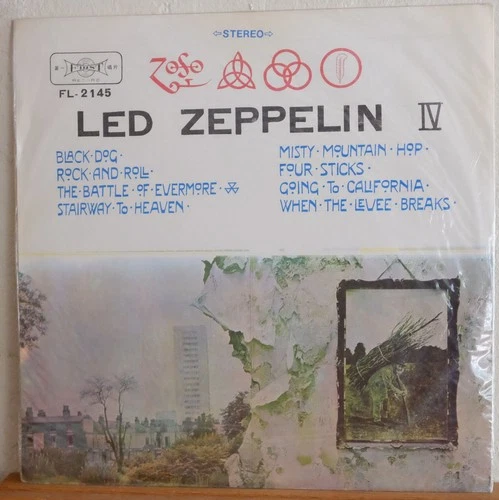 ⇦STEREO⇨
FIRST
FL-2145
LED ZEPPELIN IV
BLACK·DOG·
ROCK·AND·ROLL·
THE·BATTLE·OF·EVERMORE·
STAIRWAY·TO·HEAVEN·
MISTY·MOUNTAIN·HOP·
FOUR·STICKS·
GOING·TO·CALIFORNIA·
WHEN·THE·LEVEE·BREAKS·